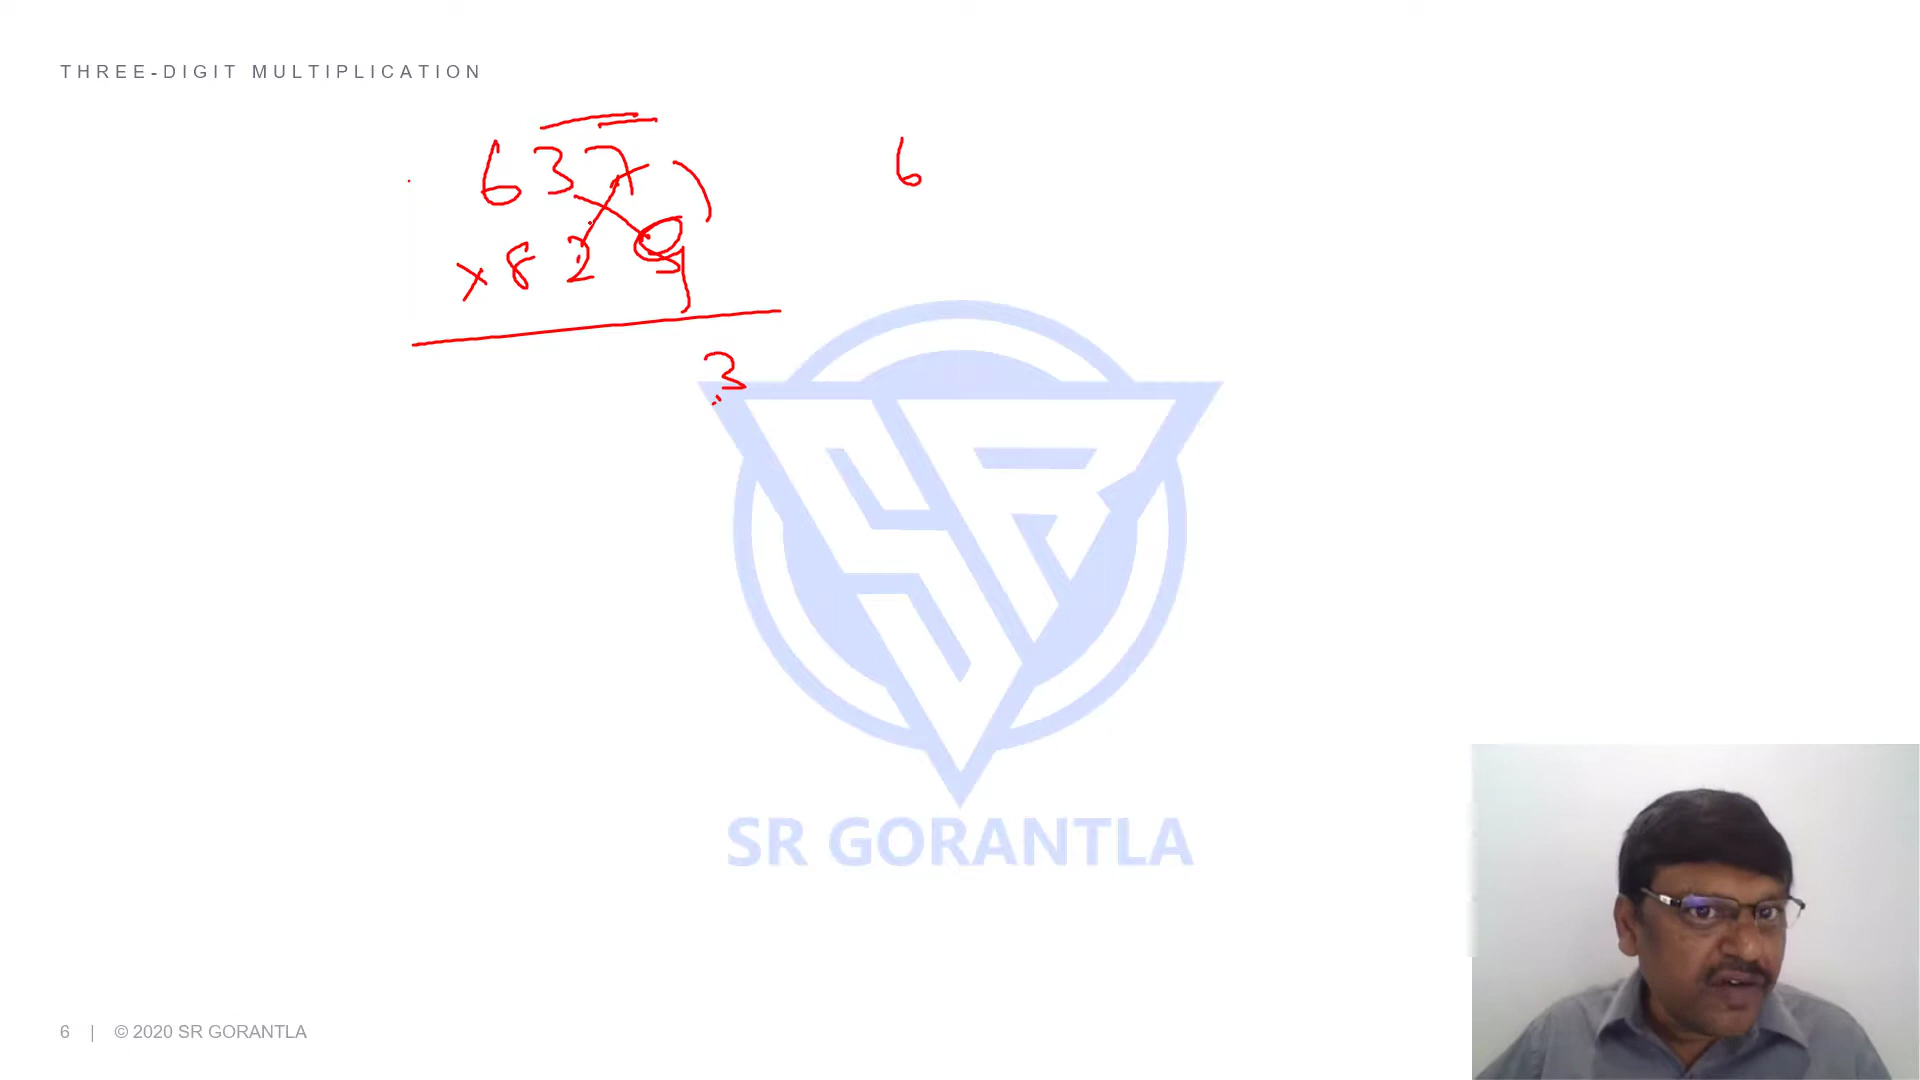 THREE-DIGIT MULTIPLICATION
637
6
× 829
3
SR GORANTLA
6 | © 2020 SR GORANTLA